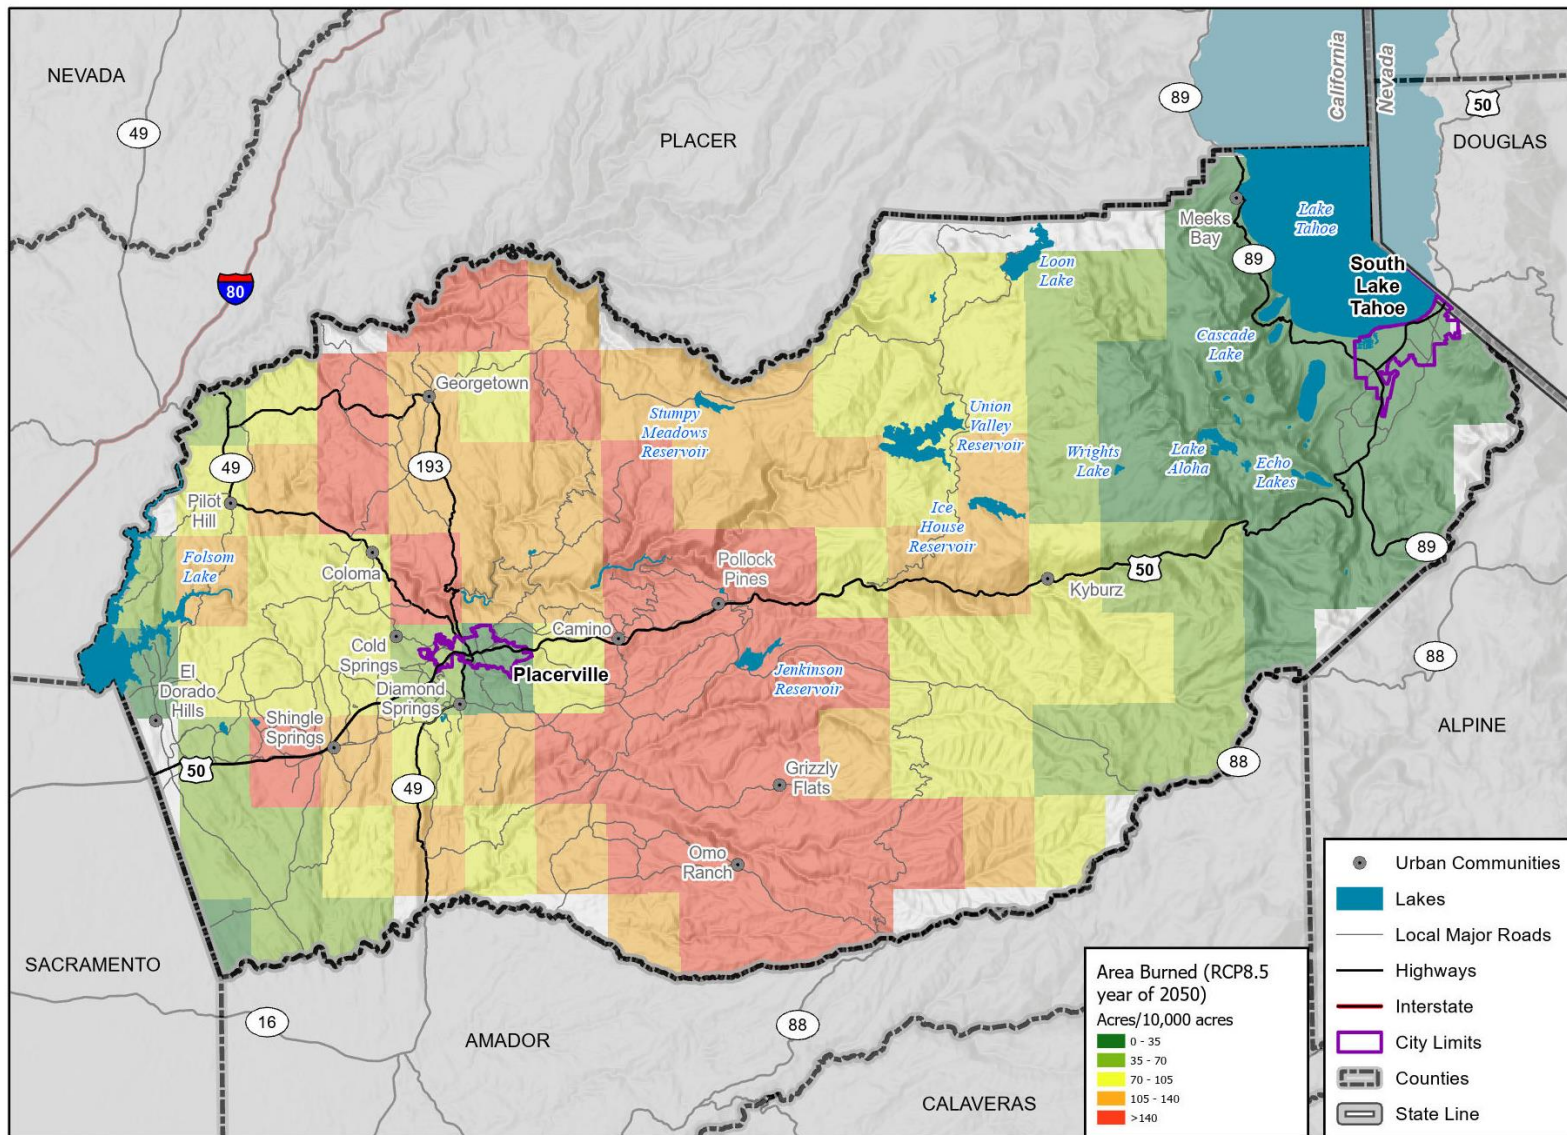 NEVADA
49
80
PLACER
89
California
Nevada
50
DOUGLAS
Meeks
Bay
Lake
Tahoe
89
South
Lake
Tahoe
Loon
Lake
Cascade
Lake
Georgetown
Stumpy
Meadows
Reservoir
Union
Valley
Reservoir
Wrights
Lake
Lake
Aloha
Echo
Lakes
49
193
Pilot
Hill
Ice
House
Reservoir
Folsom
Lake
Coloma
Pollock
Pines
50
Kyburz
89
Cold
Springs
Camino
Placerville
El
Dorado
Hills
Diamond
Springs
Jenkinson
Reservoir
88
Shingle
Springs
50
49
Grizzly
Flats
88
ALPINE
Omo
Ranch
SACRAMENTO
16
AMADOR
88
CALAVERAS
Area Burned (RCP8.5
year of 2050)
Acres/10,000 acres
0 - 35
35 - 70
70 - 105
105 - 140
>140
Urban Communities
Lakes
Local Major Roads
Highways
Interstate
City Limits
Counties
State Line